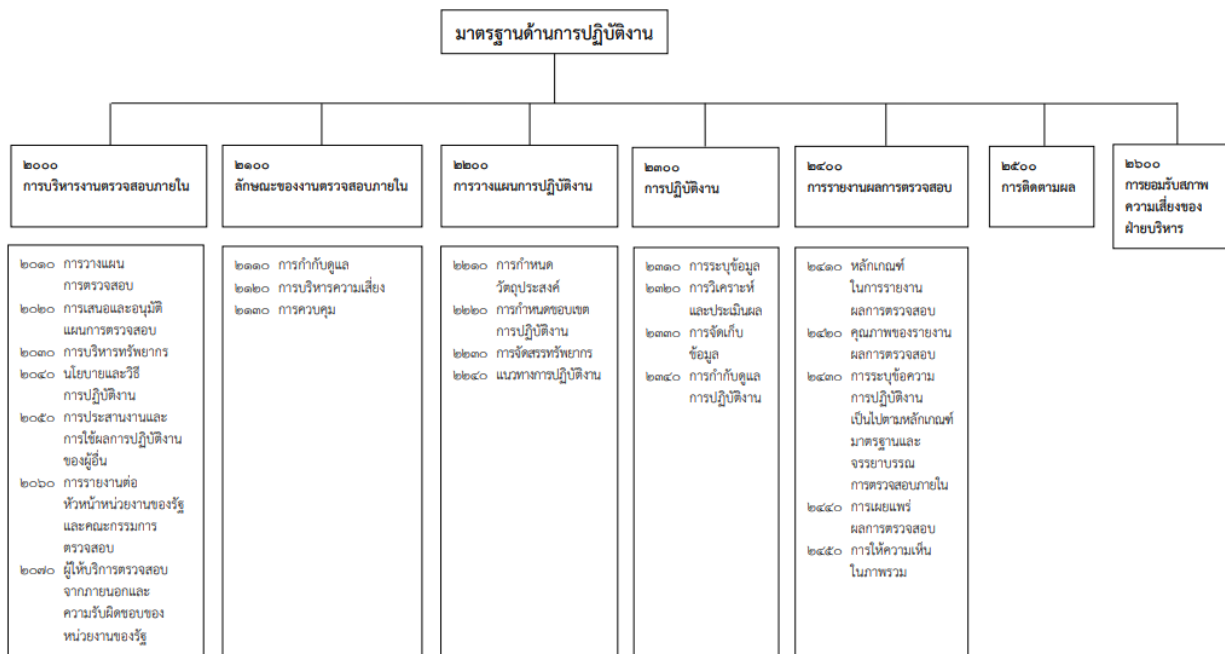 มาตรฐานด้านการปฏิบัติงาน
๒๐๐๐
การบริหารงานตรวจสอบภายใน
๒๐๑๐ การวางแผน
การตรวจสอบ
๒๐๒๐ การเสนอและอนุมัติ
แผนการตรวจสอบ
๒๐๓๐ การบริหารทรัพยากร
๒๐๔๐ นโยบายและวิธี
การปฏิบัติงาน
๒๐๕๐ การประสานงานและ
การใช้ผลการปฏิบัติงาน
ของผู้อื่น
๒๐๖๐ การรายงานต่อ
หัวหน้าหน่วยงานของรัฐ
และคณะกรรมการ
ตรวจสอบ
๒๐๗๐ ผู้ให้บริการตรวจสอบ
จากภายนอกและ
ความรับผิดชอบของ
หน่วยงานของรัฐ
๒๑๐๐
ลักษณะของงานตรวจสอบภายใน
๒๑๑๐ การกำกับดูแล
๒๑๒๐ การบริหารความเสี่ยง
๒๑๓๐ การควบคุม
๒๒๐๐
การวางแผนการปฏิบัติงาน
๒๒๑๐ การกำหนด
วัตถุประสงค์
๒๒๒๐ การกำหนดขอบเขต
การปฏิบัติงาน
๒๒๓๐ การจัดสรรทรัพยากร
๒๒๔๐ แนวทางการปฏิบัติงาน
๒๓๐๐
การปฏิบัติงาน
๒๓๑๐ การระบุข้อมูล
๒๓๒๐ การวิเคราะห์
และประเมินผล
๒๓๓๐ การจัดเก็บ
ข้อมูล
๒๓๔๐ การกำกับดูแล
การปฏิบัติงาน
๒๔๐๐
การรายงานผลการตรวจสอบ
๒๔๑๐ หลักเกณฑ์
ในการรายงาน
ผลการตรวจสอบ
๒๔๒๐ คุณภาพของรายงาน
ผลการตรวจสอบ
๒๔๓๐ การระบุข้อความ
การปฏิบัติงาน
เป็นไปตามหลักเกณฑ์
มาตรฐานและ
จรรยาบรรณ
การตรวจสอบภายใน
๒๔๔๐ การเผยแพร่
ผลการตรวจสอบ
๒๔๕๐ การให้ความเห็น
ในภาพรวม
๒๕๐๐
การติดตามผล
๒๖๐๐
การยอมรับสภาพ
ความเสี่ยงของ
ฝ่ายบริหาร